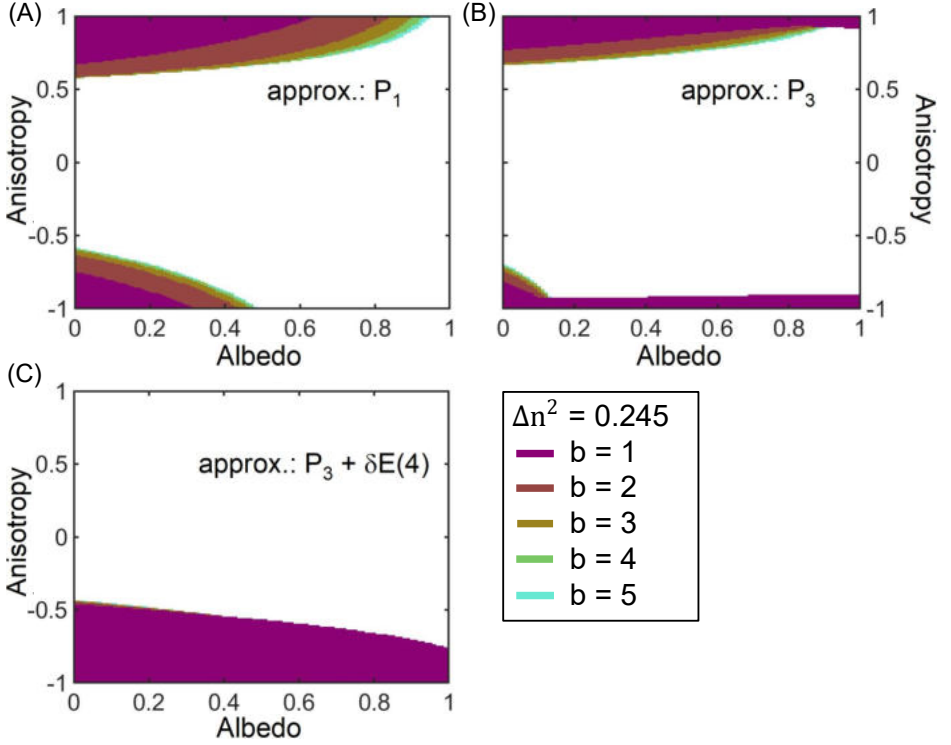 (A)
1
0.5
0
-0.5
-1
Anisotropy
approx.: P₁
0 0.2 0.4 0.6 0.8 1
Albedo
(B)
1
0.5
0
-0.5
-1
Anisotropy
approx.: P₃
0 0.2 0.4 0.6 0.8 1
Albedo
(C)
1
0.5
0
-0.5
-1
Anisotropy
approx.: P₃ + δE(4)
0 0.2 0.4 0.6 0.8 1
Albedo
Δn² = 0.245
b = 1
b = 2
b = 3
b = 4
b = 5